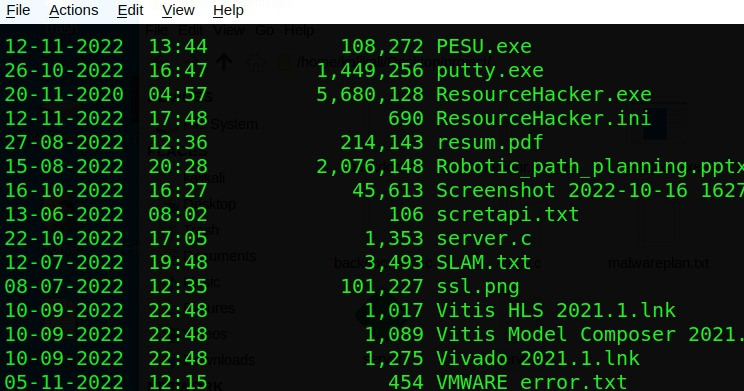 File Actions Edit View Help
12-11-2022 13:44 108,272 PESU.exe
26-10-2022 16:47 1,449,256 putty.exe
20-11-2020 04:57 5,680,128 ResourceHacker.exe
12-11-2022 17:48 690 ResourceHacker.ini
27-08-2022 12:36 214,143 resum.pdf
15-08-2022 20:28 2,076,148 Robotic_path_planning.pptx
16-10-2022 16:27 45,613 Screenshot 2022-10-16 1627
13-06-2022 08:02 106 scretapi.txt
22-10-2022 17:05 1,353 server.c
12-07-2022 19:48 3,493 SLAM.txt
malwareplan.txt
08-07-2022 12:35 101,227 ssl.png
10-09-2022 22:48 1,017 Vitis HLS 2021.1.lnk
10-09-2022 22:48 1,089 Vitis Model Composer 2021.
10-09-2022 22:48 1,275 Vivado 2021.1.lnk
05-11-2022 12:15 454 VMWARE error.txt